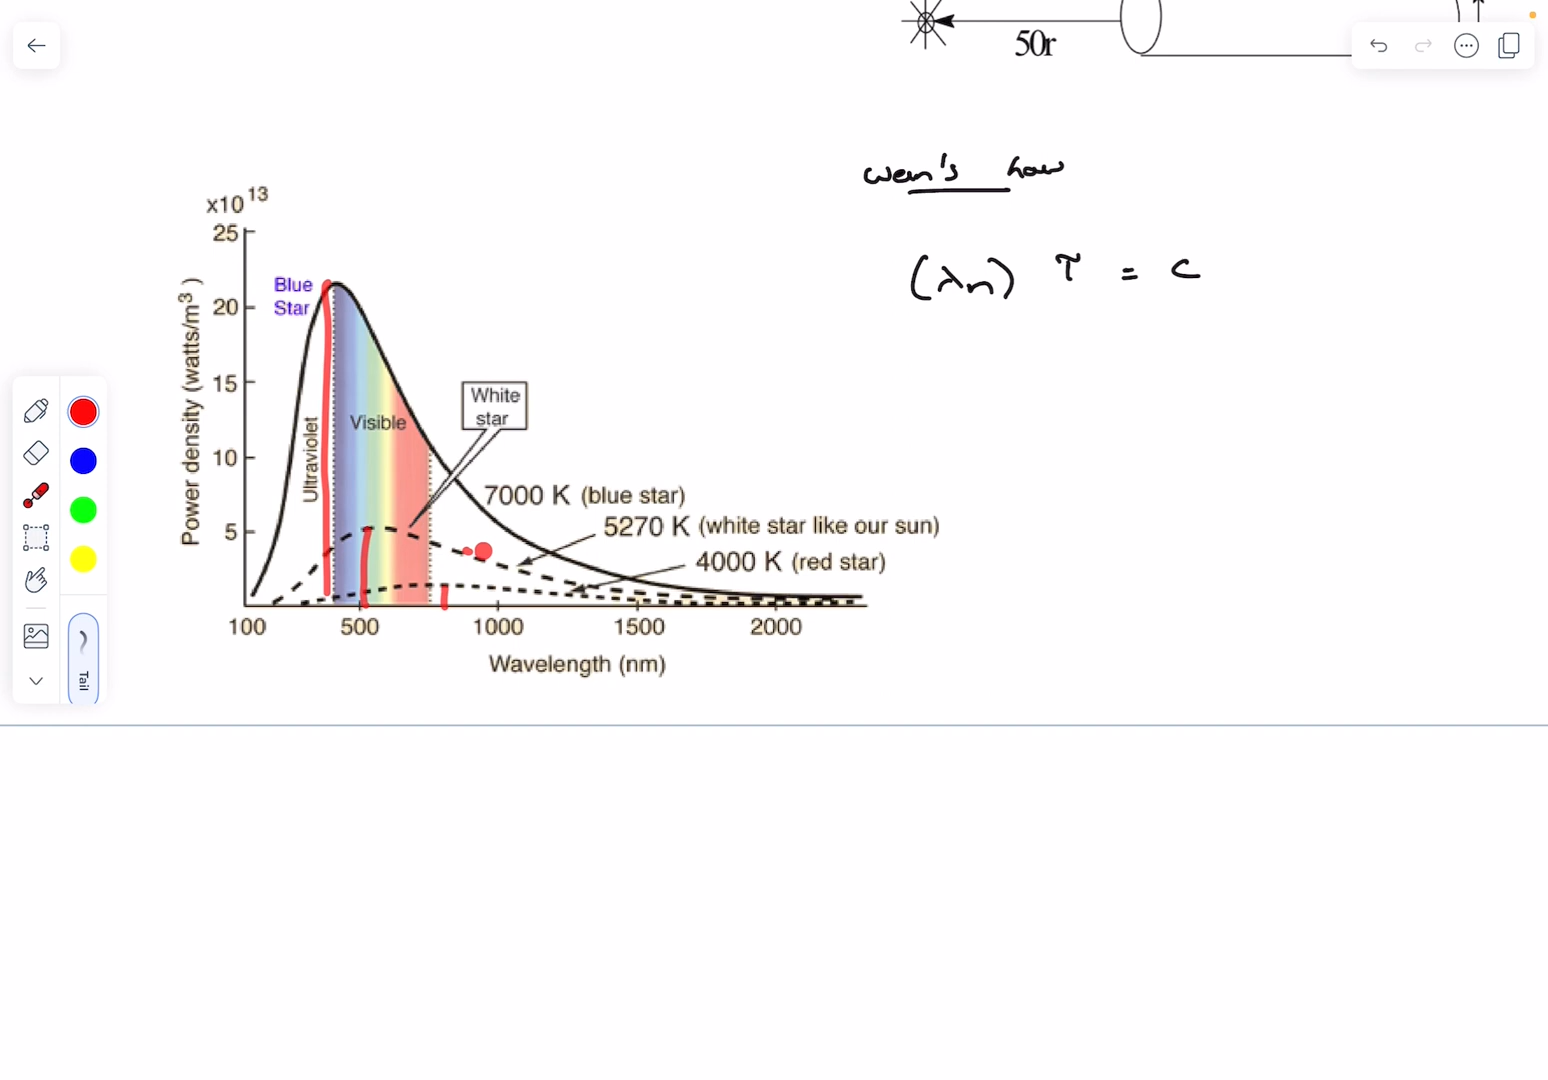 50r
wein's law
(λm) T = c
x10 13
25
20
15
10
5
Power density (watts/m3 )
Blue
Star
Ultraviolet
Visible
White
star
7000 K (blue star)
5270 K (white star like our sun)
4000 K (red star)
100 500 1000 1500 2000
Wavelength (nm)
Tail